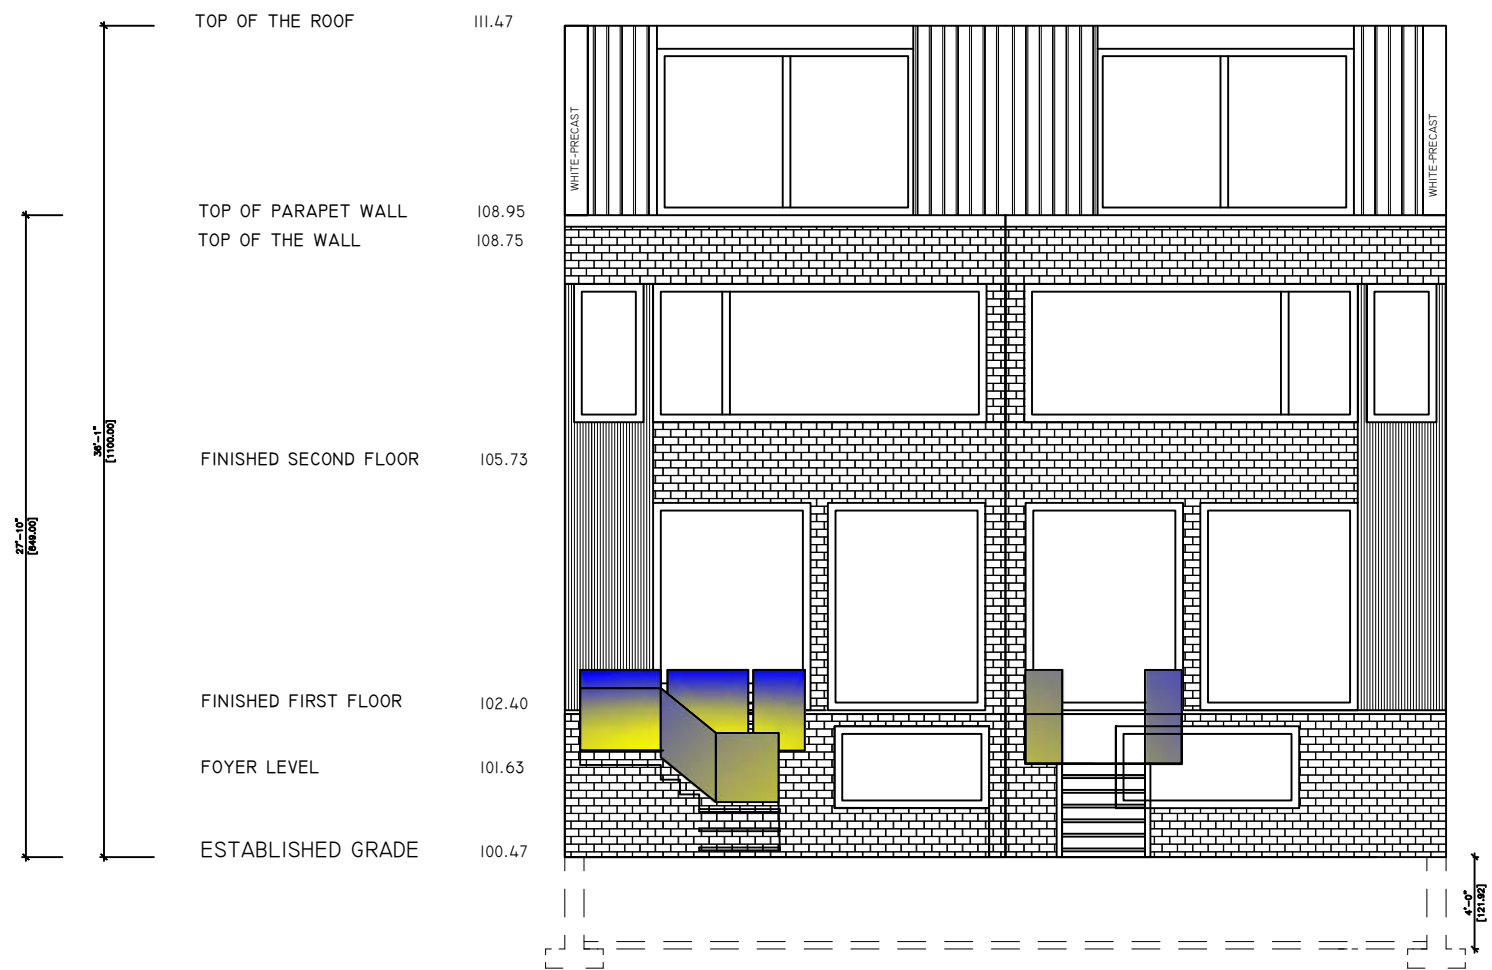 TOP OF THE ROOF 111.47
WHITE-PRECAST
WHITE-PRECAST
TOP OF PARAPET WALL 108.95
TOP OF THE WALL 108.75
36'-1"
[1100.00]
FINISHED SECOND FLOOR 105.73
27'-10"
[849.00]
FINISHED FIRST FLOOR 102.40
FOYER LEVEL 101.63
ESTABLISHED GRADE 100.47
4'-0"
[121.92]